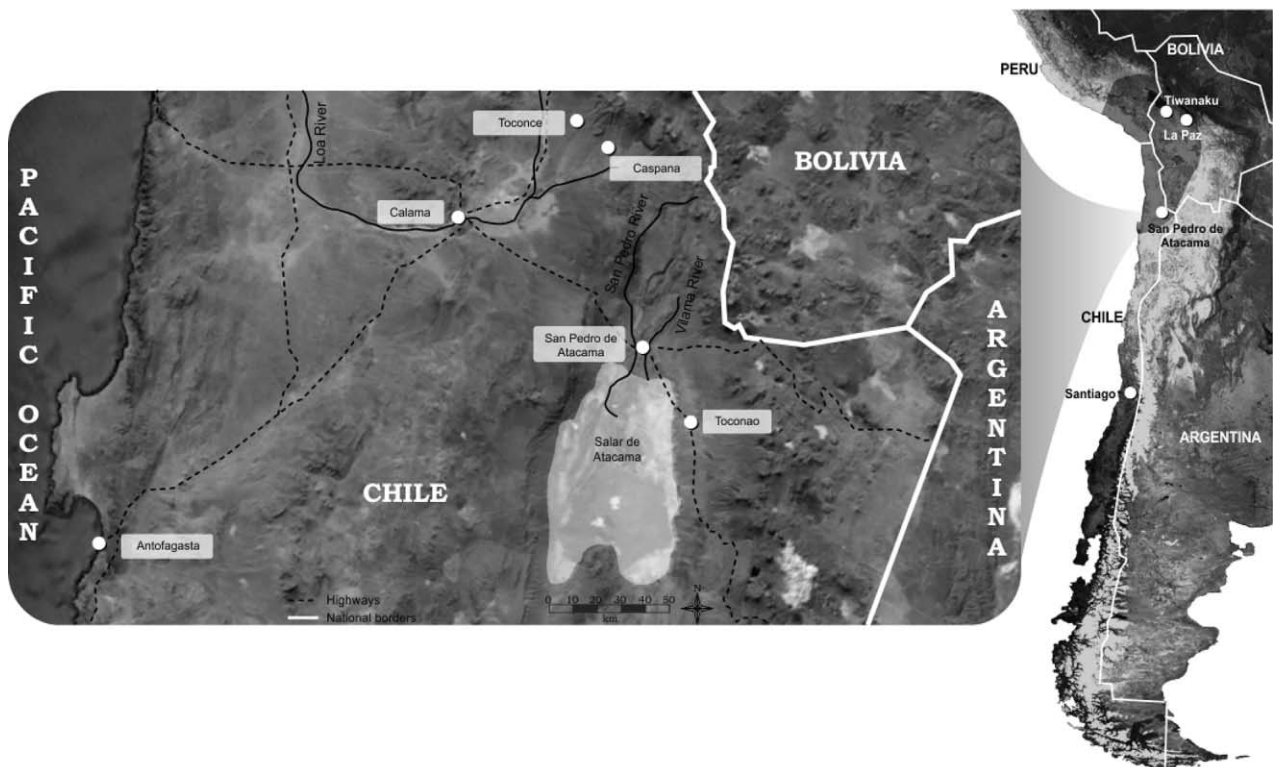 PACIFIC OCEAN
Loa River
Toconce
Caspana
Calama
San Pedro River
Vilama River
BOLIVIA
San Pedro de
Atacama
Toconao
Salar de
Atacama
CHILE
ARGENTINA
Antofagasta
Highways
National borders
0 10 20 30 40 50
km
N
PERU
BOLIVIA
Tiwanaku
La Paz
San Pedro de
Atacama
CHILE
Santiago
ARGENTINA